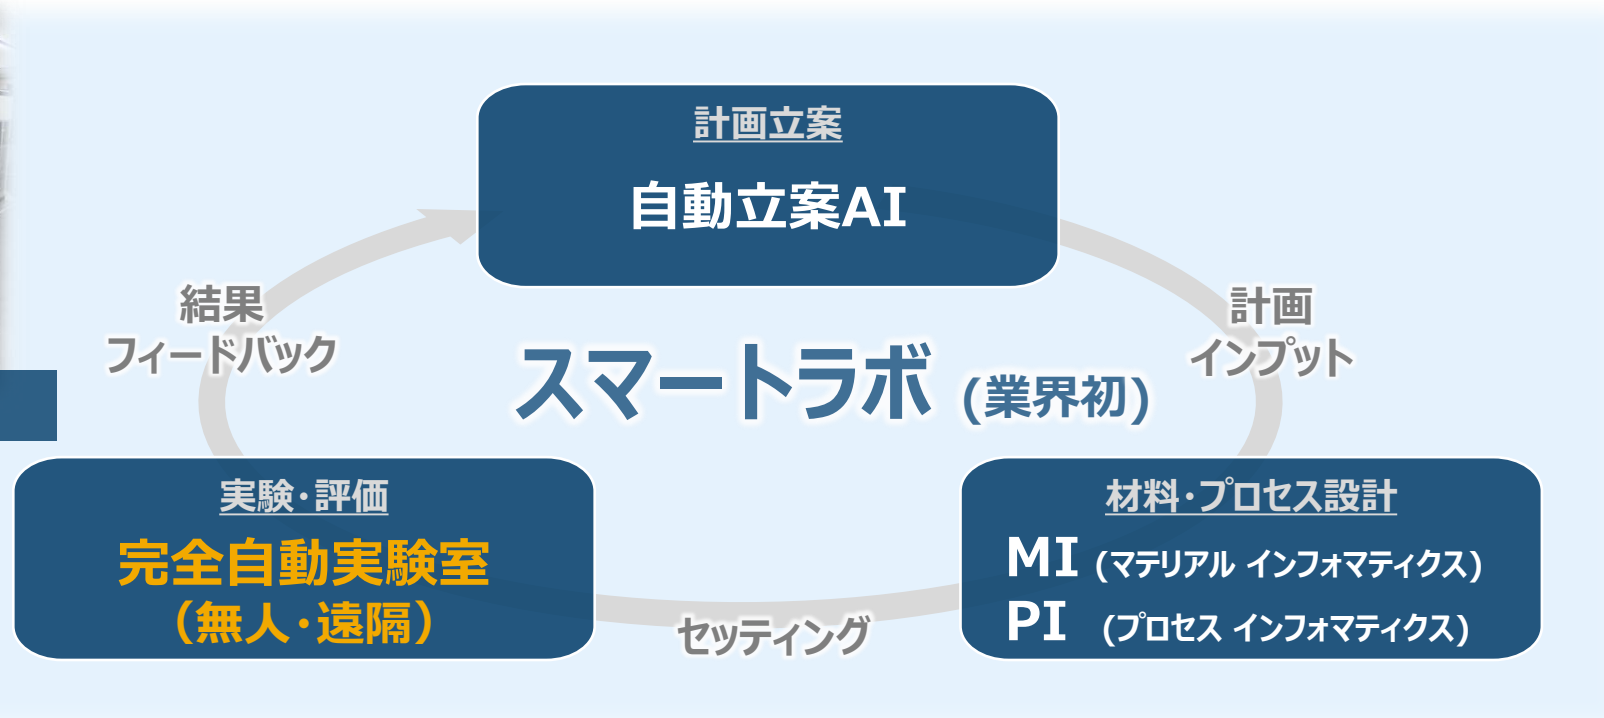 計画立案
自動立案AI
結果
フィードバック
計画
インプット
スマートラボ (業界初)
実験・評価
完全自動実験室
(無人・遠隔)
材料・プロセス設計
MI (マテリアル インフォマティクス)
PI (プロセス インフォマティクス)
セッティング